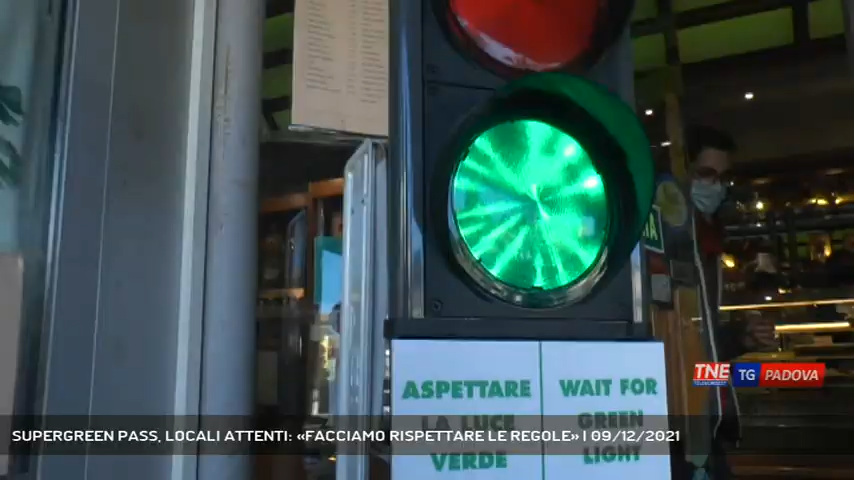 ASPETTARE
LA LUCE
VERDE
WAIT FOR
GREEN
LIGHT
TNE TG PADOVA
TELENORDEST
SUPERGREEN PASS, LOCALI ATTENTI: «FACCIAMO RISPETTARE LE REGOLE» | 09/12/2021